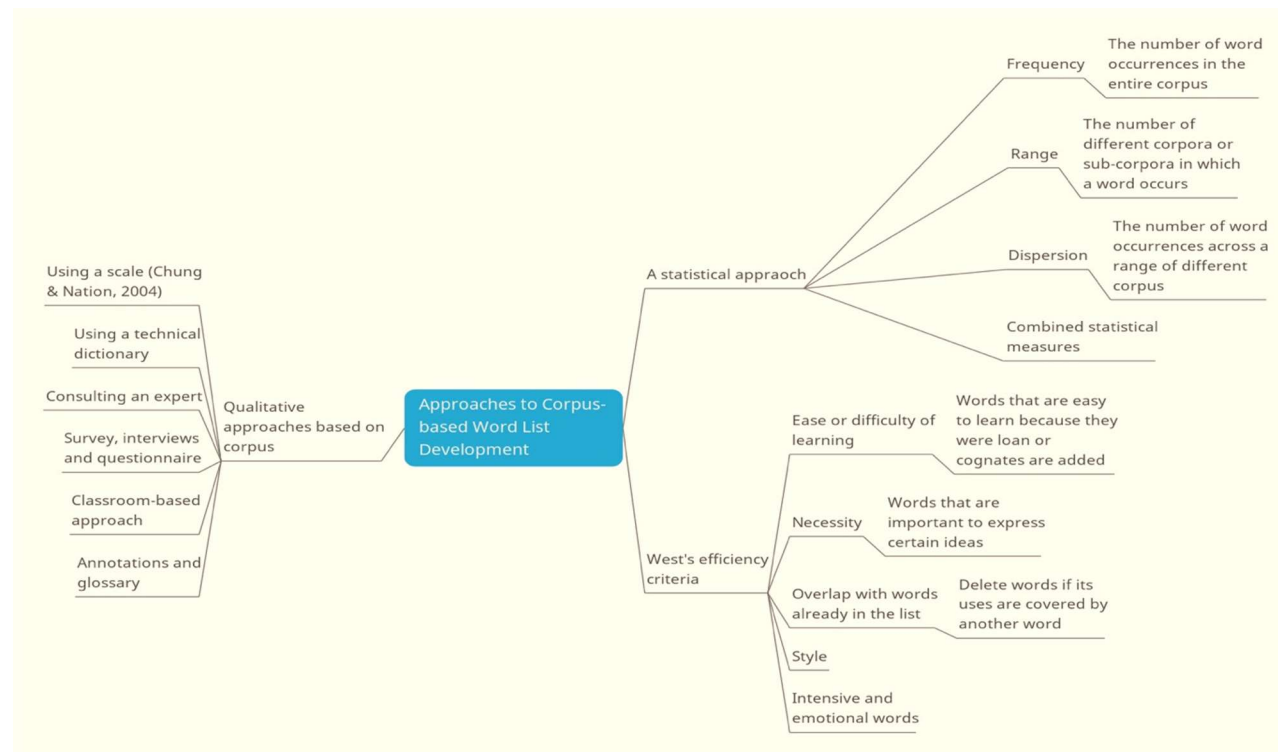 Approaches to Corpus-
based Word List
Development
A statistical appraoch
Frequency
The number of word
occurrences in the
entire corpus
Range
The number of
different corpora or
sub-corpora in which
a word occurs
Dispersion
The number of word
occurrences across a
range of different
corpus
Combined statistical
measures
West's efficiency
criteria
Ease or difficulty of
learning
Words that are easy
to learn because they
were loan or
cognates are added
Necessity
Words that are
important to express
certain ideas
Overlap with words
already in the list
Delete words if its
uses are covered by
another word
Style
Intensive and
emotional words
Qualitative
approaches based on
corpus
Using a scale (Chung
& Nation, 2004)
Using a technical
dictionary
Consulting an expert
Survey, interviews
and questionnaire
Classroom-based
approach
Annotations and
glossary